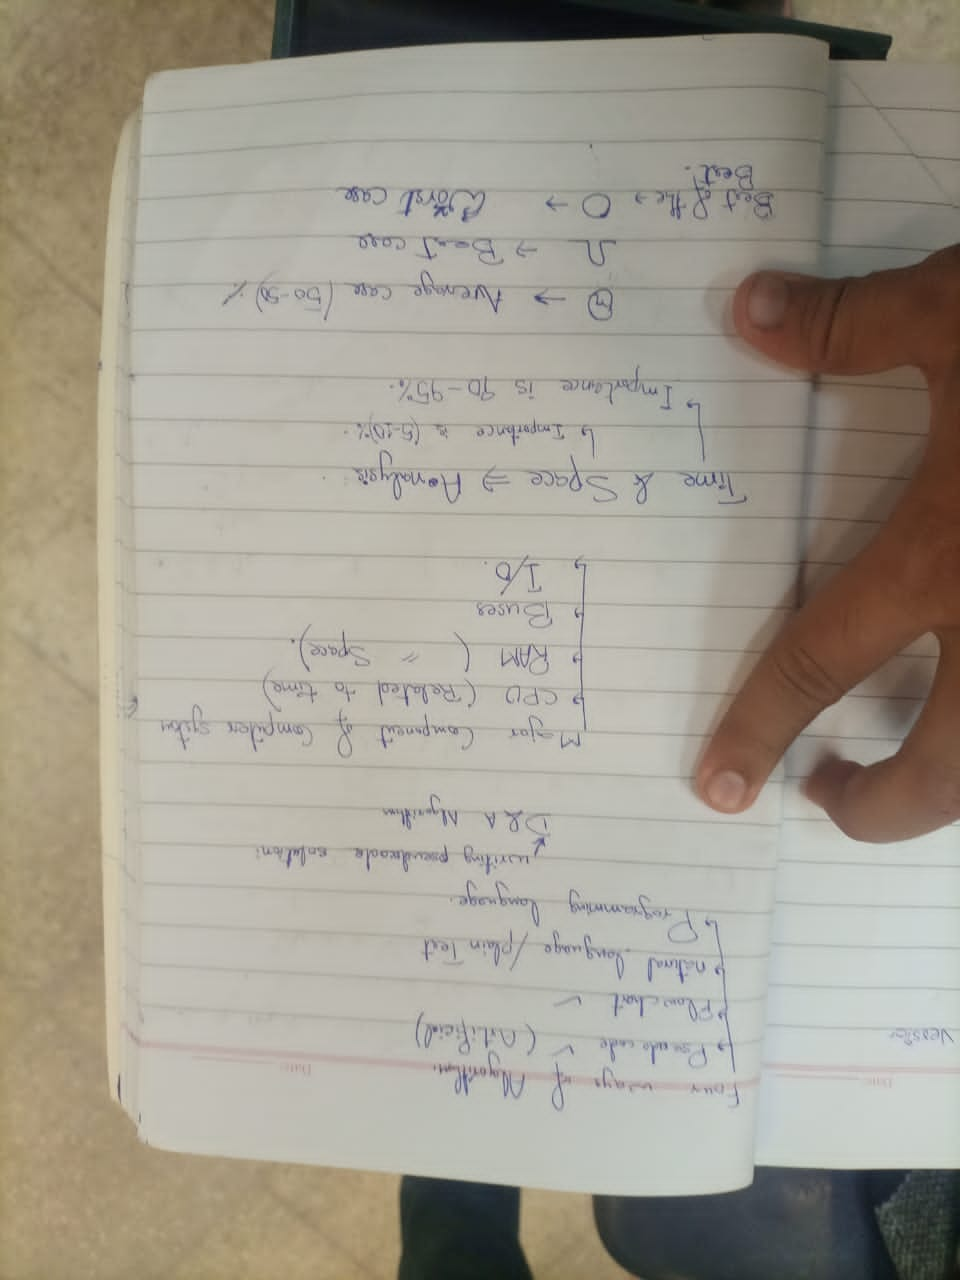 Four ways of Algorithm.
↳ Pseudo code ✓ (Artificial)
↳ Flowchart ✓
↳ natural language / plain Text
↳ Programming language.
writing pseudocode solution:
D & A Algorithm
Major Component of Computer system
↳ CPU (Related to time)
↳ RAM ( " Space).
↳ Buses
↳ I/O.
Time & Space ⇒ Analysis
↳ Importance is (5-10)%.
↳ Importance is 90-95%.
Θ → Average case (50-50)%
Ω → Best case
Best of the Best. → O → Worst case
Date:
Date: